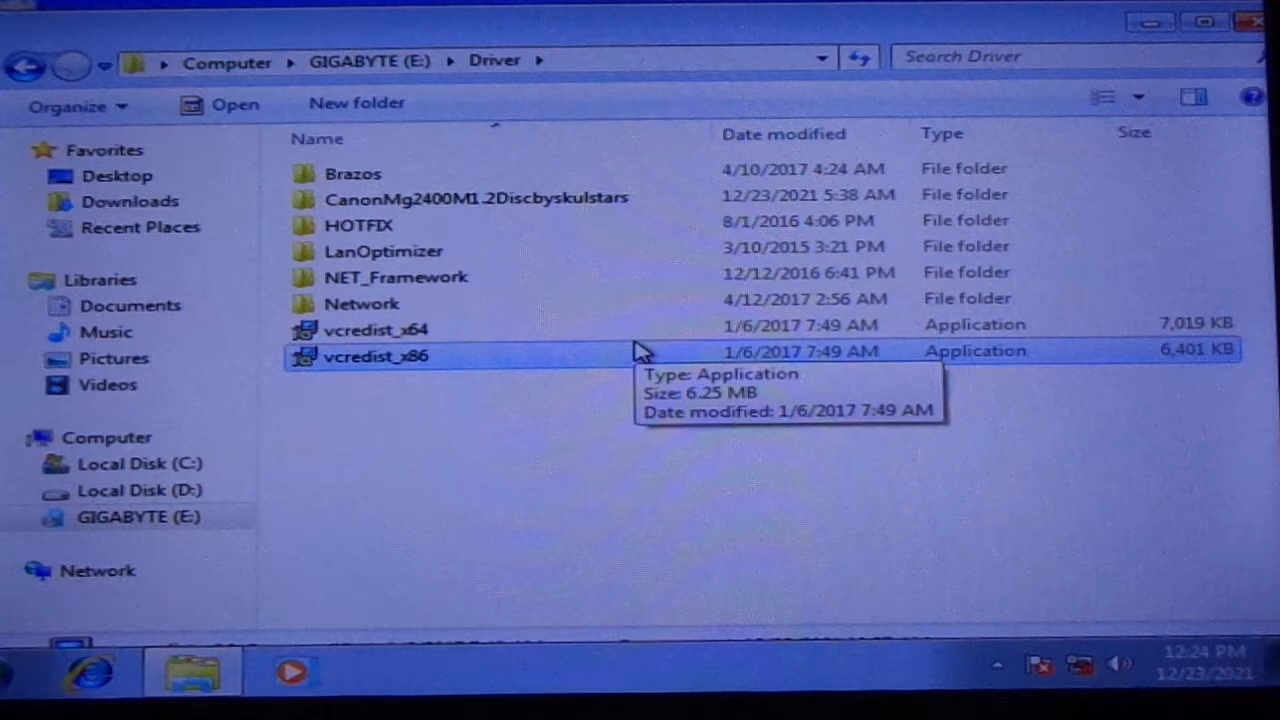 Computer GIGABYTE (E:) Driver
Search Driver
Organize Open New folder
Name Date modified Type Size
Favorites
Desktop
Downloads
Recent Places
Libraries
Documents
Music
Pictures
Videos
Computer
Local Disk (C:)
Local Disk (D:)
GIGABYTE (E:)
Network
Brazos 4/10/2017 4:24 AM File folder
CanonMg2400M1.2Discbyskulstars 12/23/2021 5:38 AM File folder
HOTFIX 8/1/2016 4:06 PM File folder
LanOptimizer 3/10/2015 3:21 PM File folder
NET_Framework 12/12/2016 6:41 PM File folder
Network 4/12/2017 2:56 AM File folder
vcredist_x64 1/6/2017 7:49 AM Application 7,019 KB
vcredist_x86 1/6/2017 7:49 AM Application 6,401 KB
Type: Application
Size: 6.25 MB
Date modified: 1/6/2017 7:49 AM
12:24 PM
12/23/2021